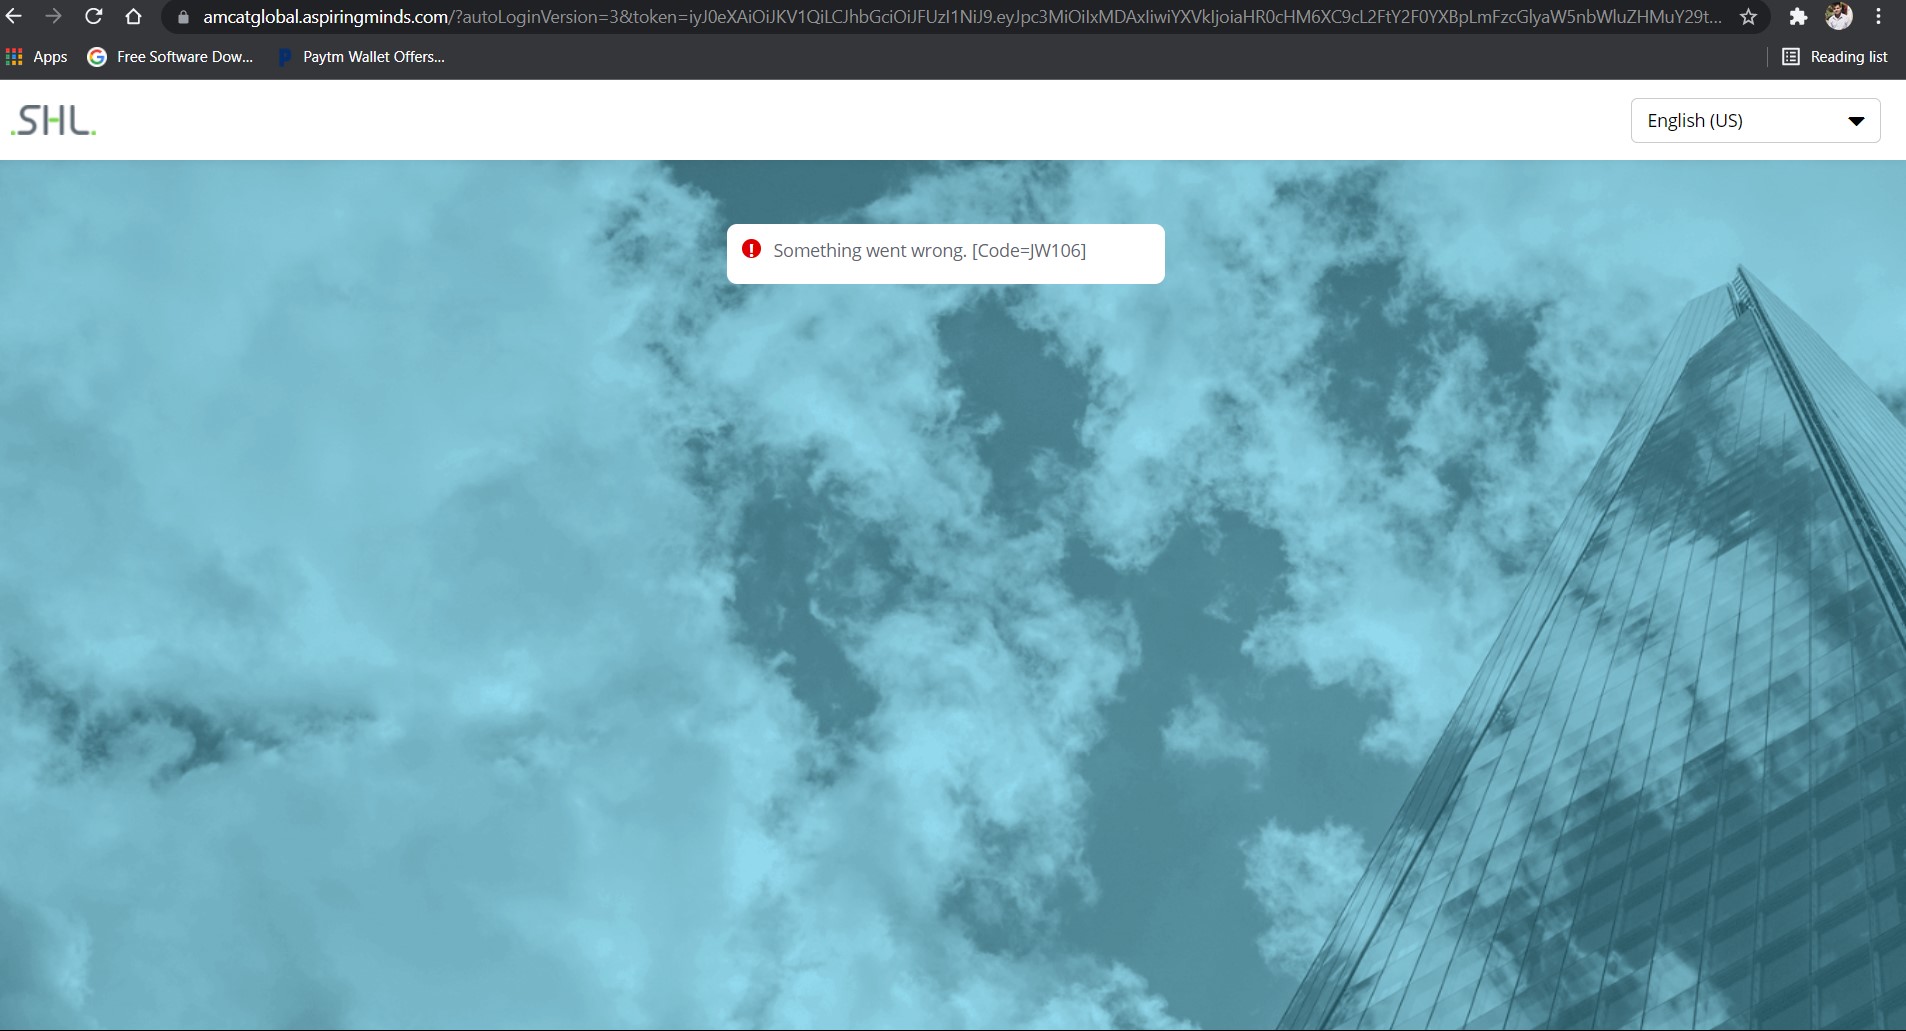 amcatglobal.aspiringminds.com/?autoLoginVersion=3&token=iyJ0eXAiOiJKV1QiLCJhbGciOiJFUzI1NiJ9.eyJpc3MiOiIxMDAxIiwiYXVkIjoiaHR0cHM6XC9cL2FtY2F0YXBpLmFzcGlyaW5nbWluZHMuY29t...
Apps Free Software Dow... Paytm Wallet Offers... Reading list
.SHL. English (US)
Something went wrong. [Code=JW106]